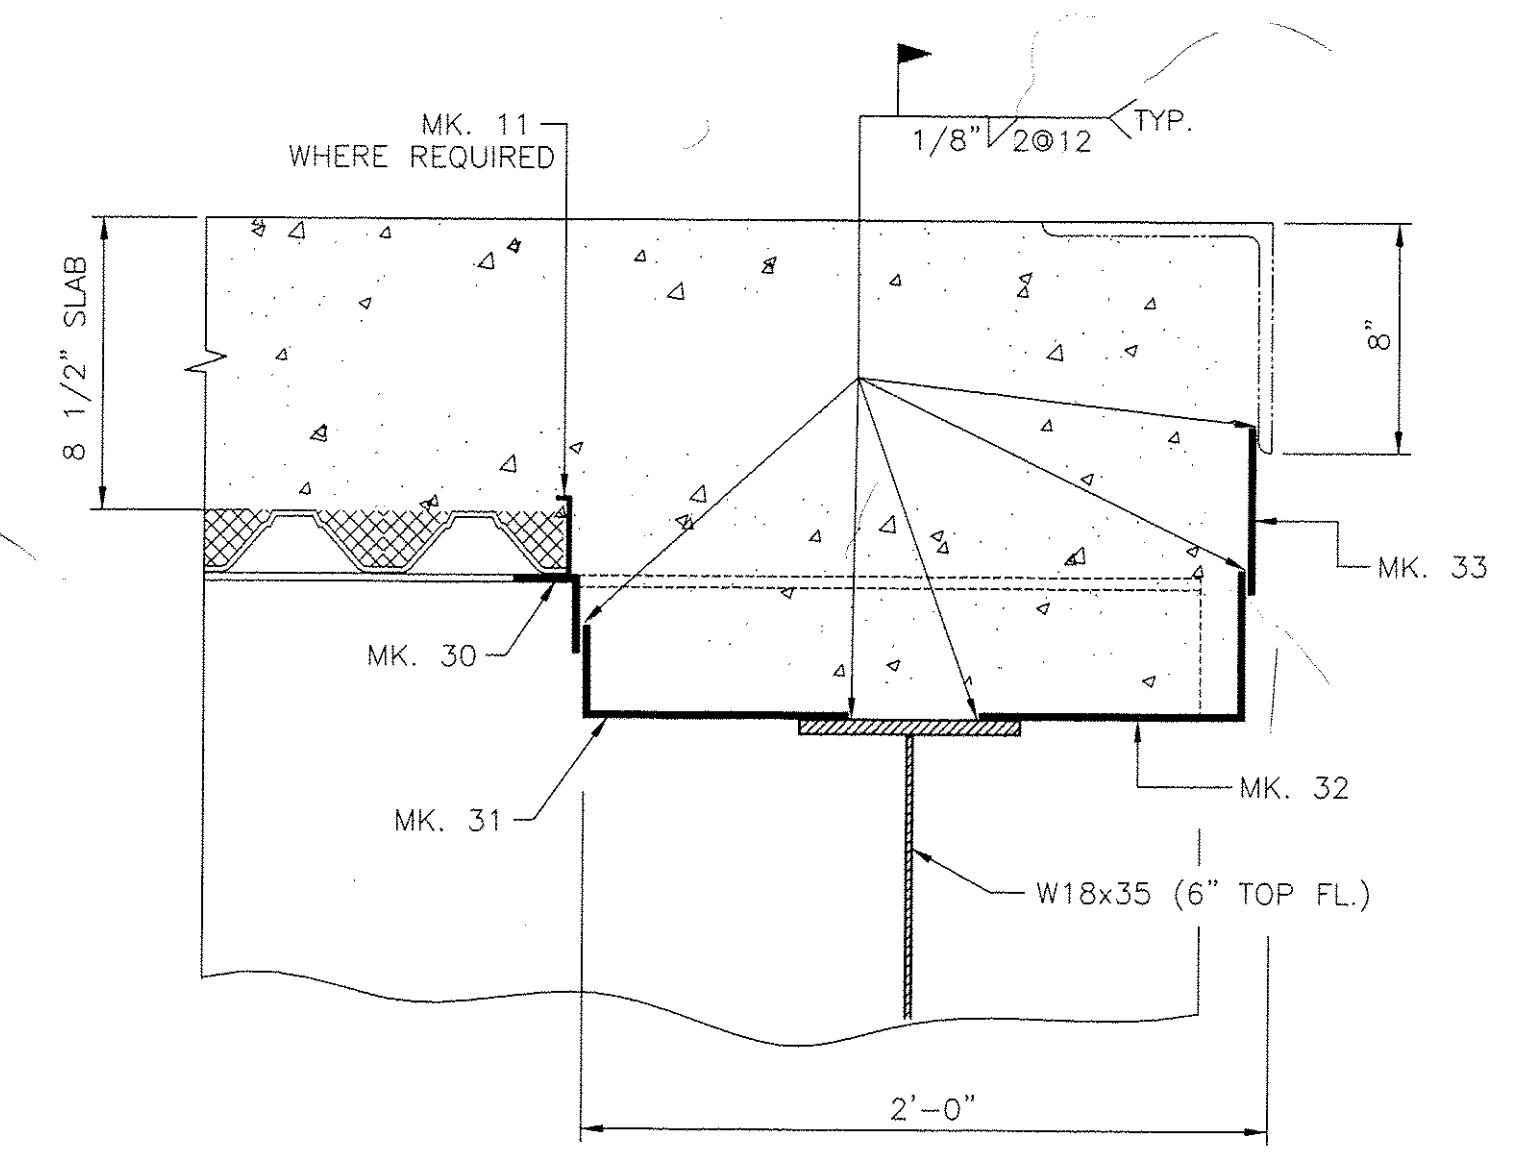 TYP.
1/8" 2@12
MK. 11
WHERE REQUIRED
8 1/2" SLAB
8"
MK. 33
MK. 30
MK. 32
MK. 31
W18x35 (6" TOP FL.)
2'-0"